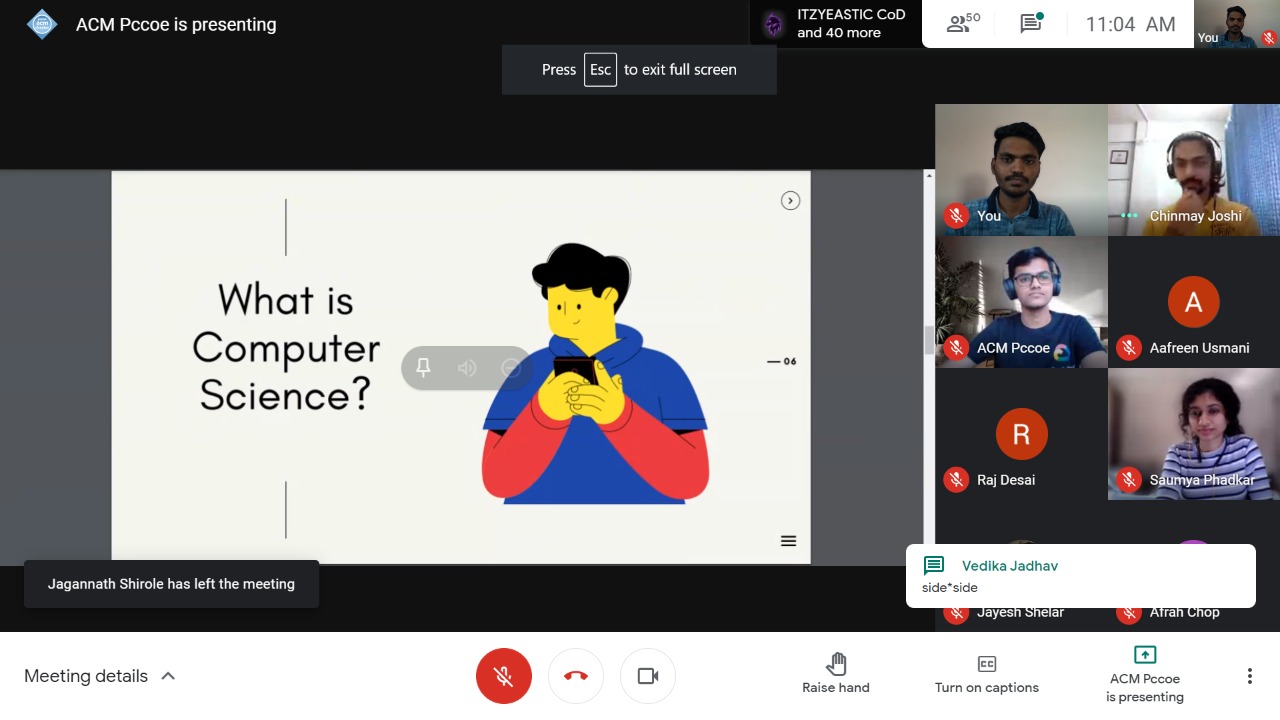 ACM Pccoe is presenting
ITZYEASTIC CoD
and 40 more
50
11:04 AM
You
Press Esc to exit full screen
What is
Computer
Science?
06
You
Chinmay Joshi
ACM Pccoe
A
Aafreen Usmani
R
Raj Desai
Saumya Phadkar
Vedika Jadhav
side*side
Jayesh Shelar
Afrah Chop
Jagannath Shirole has left the meeting
Meeting details
Raise hand
CC
Turn on captions
ACM Pccoe
is presenting